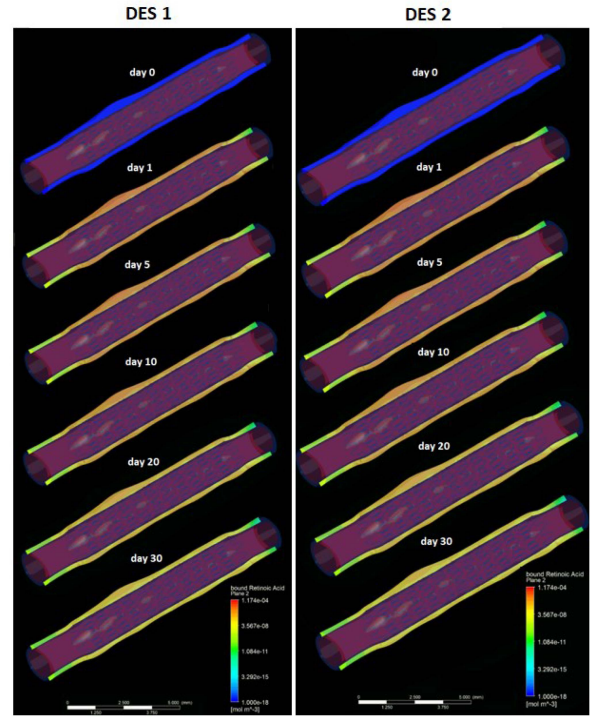 DES 1
DES 2
day 0
day 1
day 5
day 10
day 20
day 30
bound Retinoic Acid
Plane 2
1.174e-04
3.567e-08
1.084e-11
3.292e-15
1.000e-18
[mol m^-3]
0
2.500
5.000 (mm)
1.250
3.750
day 0
day 1
day 5
day 10
day 20
day 30
bound Retinoic Acid
Plane 2
1.174e-04
3.567e-08
1.084e-11
3.292e-15
1.000e-18
[mol m^-3]
0
2.500
5.000 (mm)
1.250
3.750